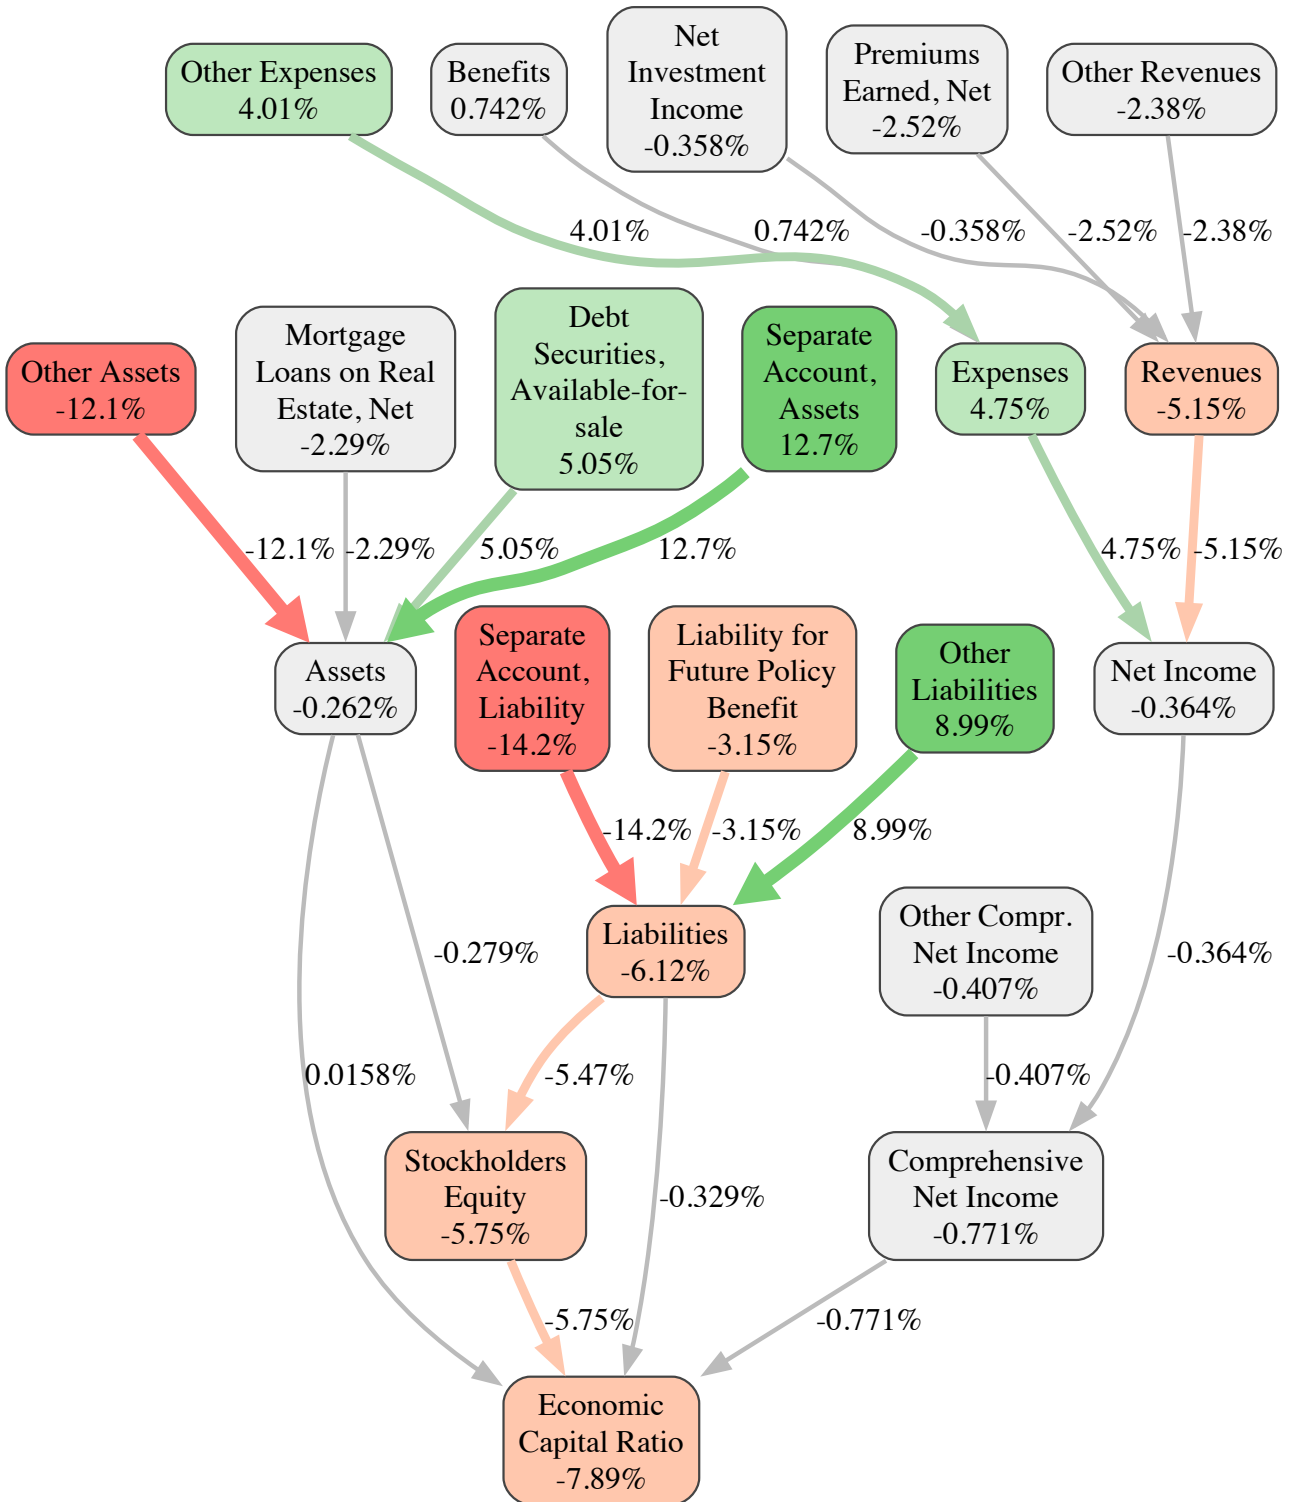 Other Expenses
4.01%
Benefits
0.742%
Net
Investment
Income
-0.358%
Premiums
Earned, Net
-2.52%
Other Revenues
-2.38%
4.01%
0.742%
-0.358%
-2.52%
-2.38%
Other Assets
-12.1%
Mortgage
Loans on Real
Estate, Net
-2.29%
Debt
Securities,
Available-for-
sale
5.05%
Separate
Account,
Assets
12.7%
Expenses
4.75%
Revenues
-5.15%
-12.1%
-2.29%
5.05%
12.7%
4.75%
-5.15%
Assets
-0.262%
Separate
Account,
Liability
-14.2%
Liability for
Future Policy
Benefit
-3.15%
Other
Liabilities
8.99%
Net Income
-0.364%
-14.2%
-3.15%
8.99%
Liabilities
-6.12%
Other Compr.
Net Income
-0.407%
-0.279%
-0.364%
0.0158%
-5.47%
-0.407%
Stockholders
Equity
-5.75%
-0.329%
Comprehensive
Net Income
-0.771%
-5.75%
-0.771%
Economic
Capital Ratio
-7.89%